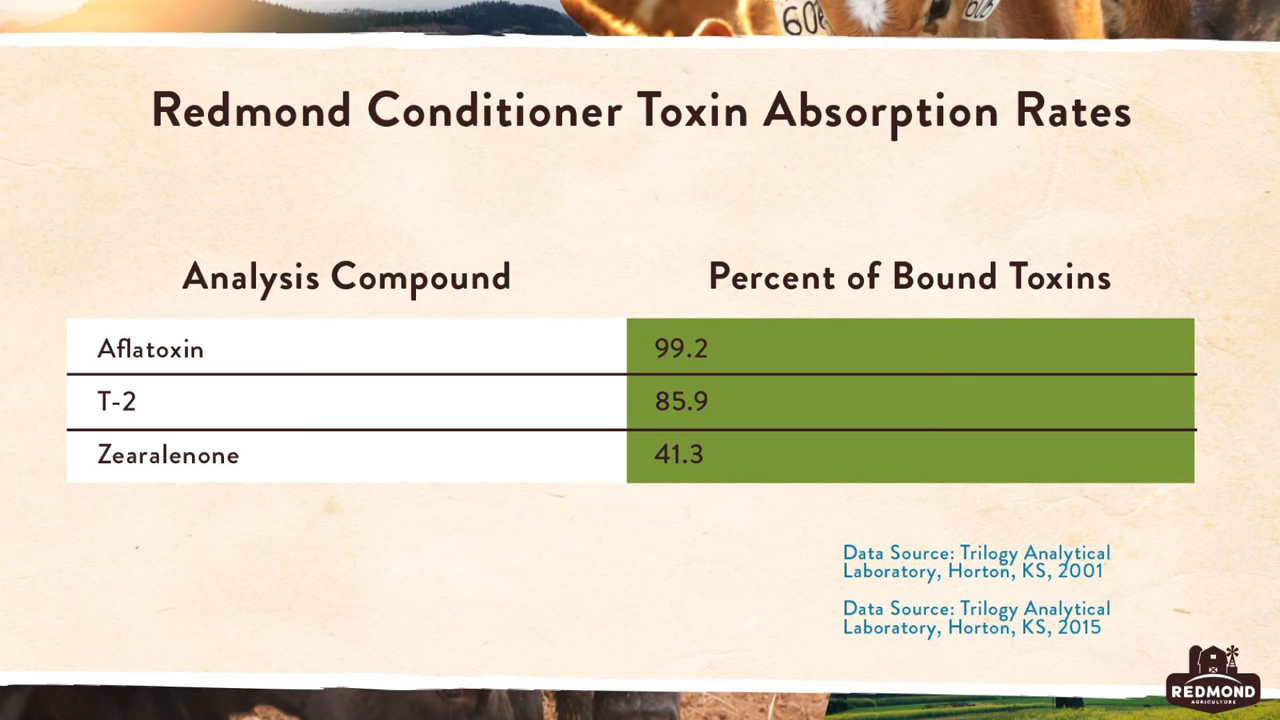 606
606
Redmond Conditioner Toxin Absorption Rates
Analysis Compound Percent of Bound Toxins
Aflatoxin 99.2
T-2 85.9
Zearalenone 41.3
Data Source: Trilogy Analytical
Laboratory, Horton, KS, 2001
Data Source: Trilogy Analytical
Laboratory, Horton, KS, 2015
REDMOND
AGRICULTURE